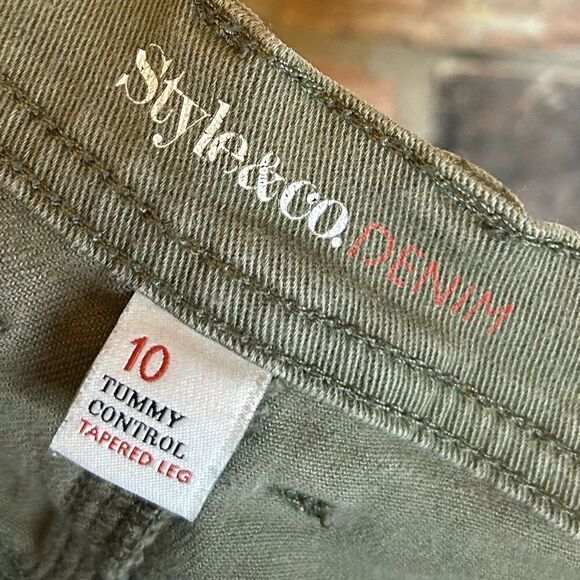 Style&co. DENIM
10
TUMMY
CONTROL
TAPERED LEG